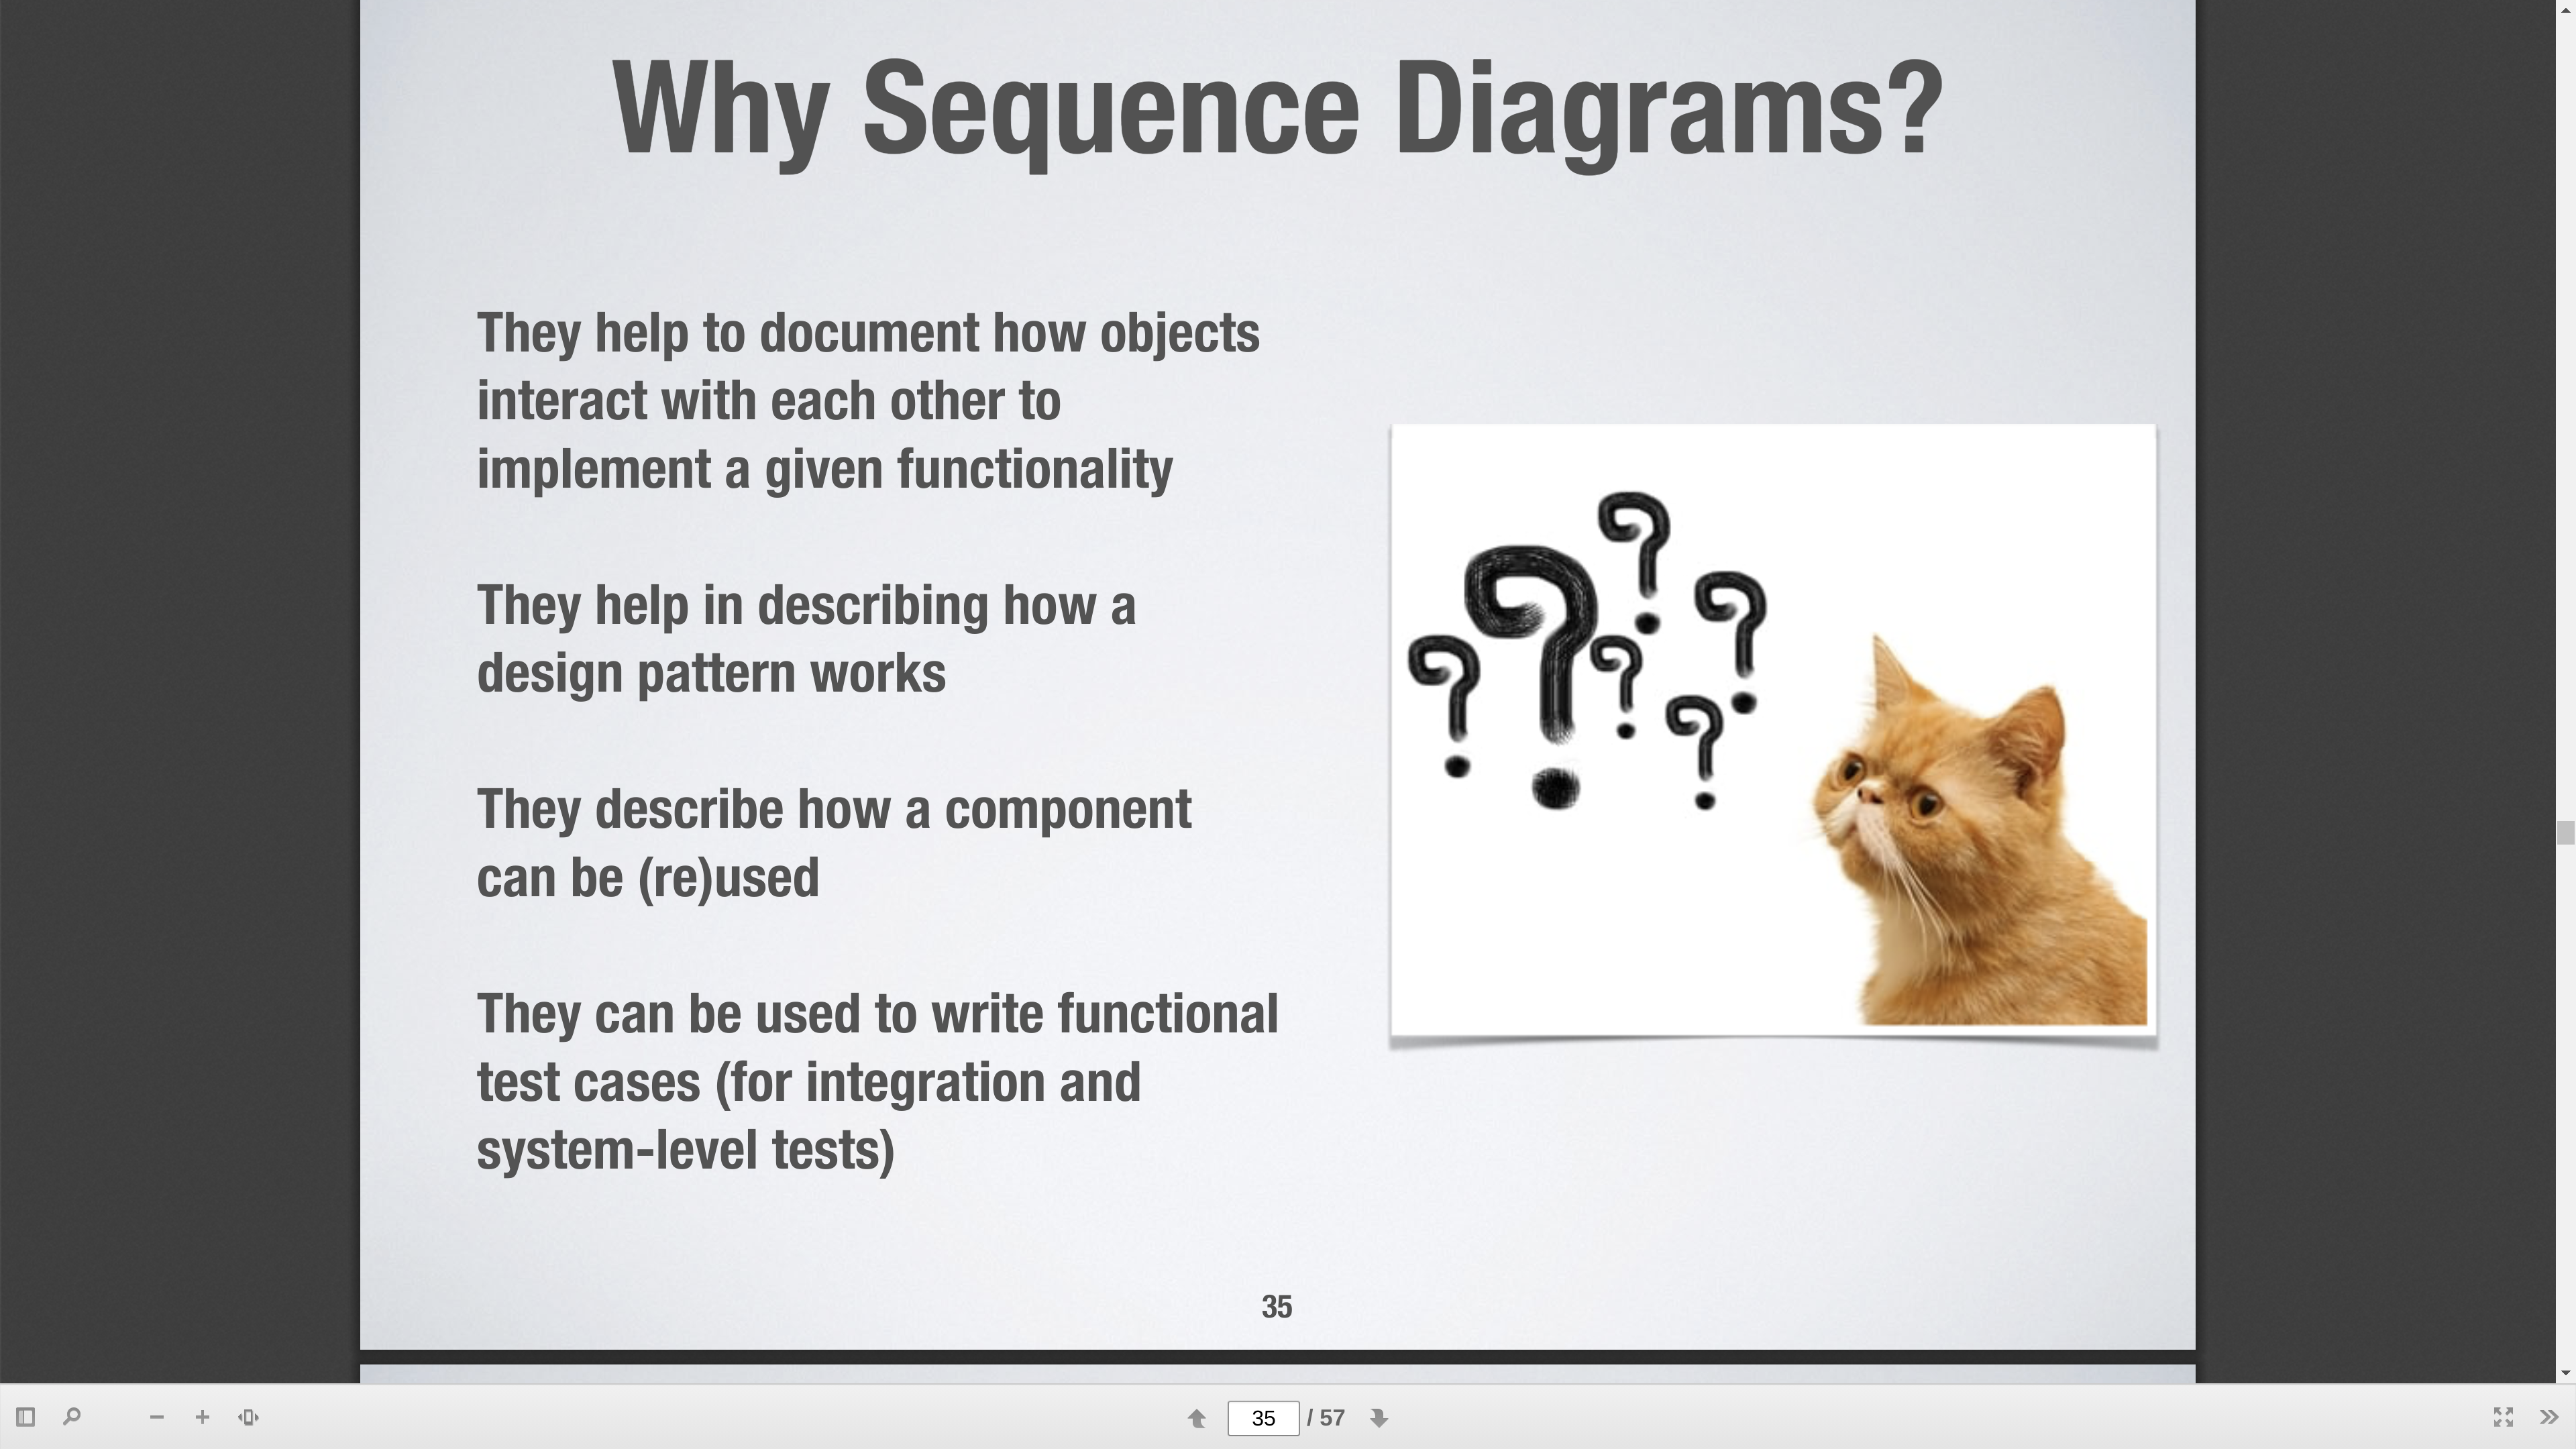 Why Sequence Diagrams?
They help to document how objects
interact with each other to
implement a given functionality
They help in describing how a
design pattern works
They describe how a component
can be (re)used
They can be used to write functional
test cases (for integration and
system-level tests)
? ? ? ? ? ?
35
35 / 57